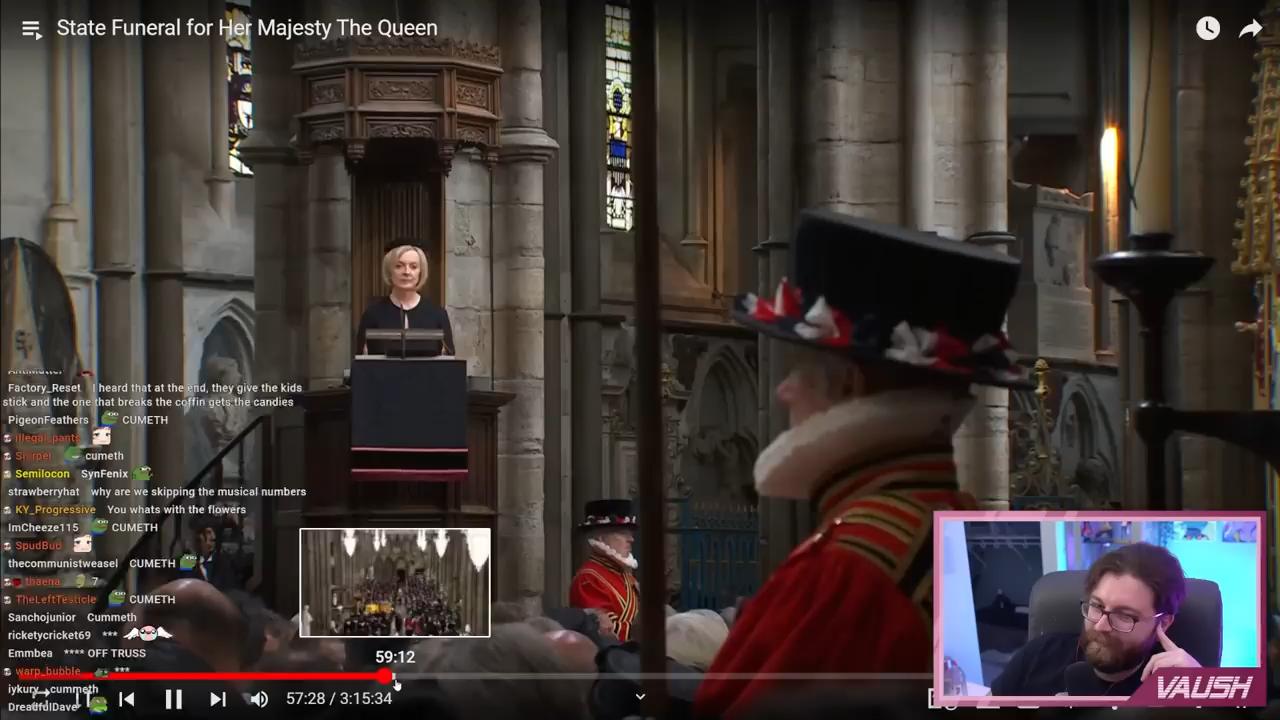 State Funeral for Her Majesty The Queen
Factory_Reset I heard that at the end, they give the kids
stick and the one that breaks the coffin gets the candies
PigeonFeathers CUMETH
illegal_pants
cumeth
Semilocon SynFenix
strawberryhat why are we skipping the musical numbers
KY_Progressive You whats with the flowers
ImCheeze115 CUMETH
SpudBud
thecommunistweasel CUMETH
thaena 7
TheLeftTesticle CUMETH
Sanchojunior Cummeth
ricketycricket69 ***
Emmbea **** OFF TRUSS
warp_bubble ***
59:12
iykury cummeth
57:28 / 3:15:34
DreadfulDave
VAUSH